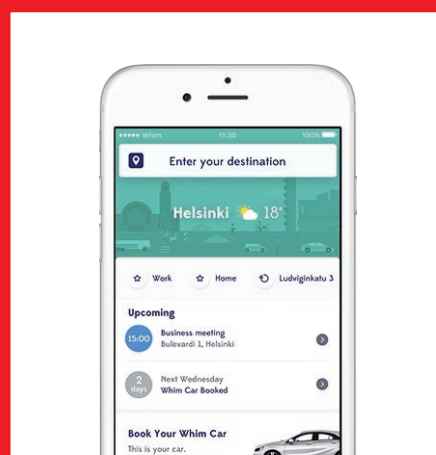 Whim 11:30 100%
Enter your destination
Helsinki 18°
Work Home Ludviginkatu 3
Upcoming
15:00 Business meeting
Bulevardi 1, Helsinki
2 days Next Wednesday
Whim Car Booked
Book Your Whim Car
This is your car.